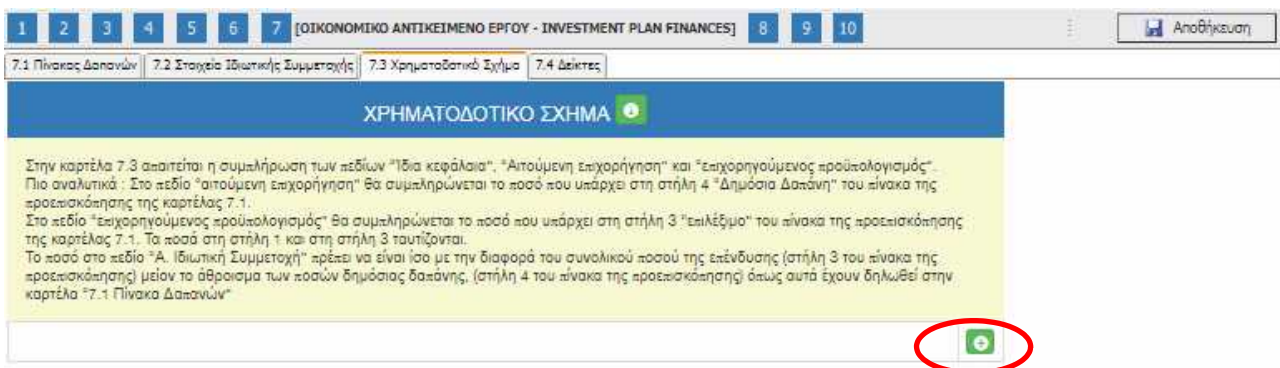 1 2 3 4 5 6 7 [ΟΙΚΟΝΟΜΙΚΟ ΑΝΤΙΚΕΙΜΕΝΟ ΕΡΓΟΥ - INVESTMENT PLAN FINANCES] 8 9 10 Αποθήκευση
7.1 Πίνακας Δαπανών 7.2 Στοιχεία Ιδιωτικής Συμμετοχής 7.3 Χρηματοδοτικό Σχήμα 7.4 Δείκτες
ΧΡΗΜΑΤΟΔΟΤΙΚΟ ΣΧΗΜΑ
Στην καρτέλα 7.3 απαιτείται η συμπλήρωση των πεδίων "Ίδια κεφάλαια", "Αιτούμενη επιχορήγηση" και "επιχορηγούμενος προϋπολογισμός".
Πιο αναλυτικά : Στο πεδίο "αιτούμενη επιχορήγηση" θα συμπληρώνεται το ποσό που υπάρχει στη στήλη 4 "Δημόσια Δαπάνη" του πίνακα της
προεπισκόπησης της καρτέλας 7.1.
Στο πεδίο "επιχορηγούμενος προϋπολογισμός" θα συμπληρώνεται το ποσό που υπάρχει στη στήλη 3 "επιλέξιμο" του πίνακα της προεπισκόπησης
της καρτέλας 7.1. Τα ποσά στη στήλη 1 και στη στήλη 3 ταυτίζονται.
Το ποσό στο πεδίο "Α. Ιδιωτική Συμμετοχή" πρέπει να είναι ίσο με την διαφορά του συνολικού ποσού της επένδυσης (στήλη 3 του πίνακα της
προεπισκόπησης) μείον το άθροισμα των ποσών δημόσιας δαπάνης, (στήλη 4 του πίνακα της προεπισκόπησης) όπως αυτά έχουν δηλωθεί στην
καρτέλα "7.1 Πίνακα Δαπανών"